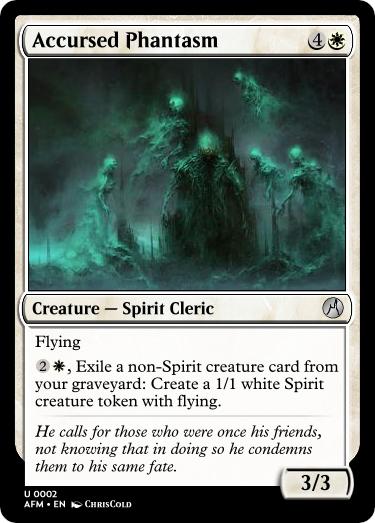 Accursed Phantasm 4
Creature — Spirit Cleric
Flying
2, Exile a non-Spirit creature card from
your graveyard: Create a 1/1 white Spirit
creature token with flying.
He calls for those who were once his friends,
not knowing that in doing so he condemns
them to his same fate.
3/3
U 0002
AFM • EN ChrisCold